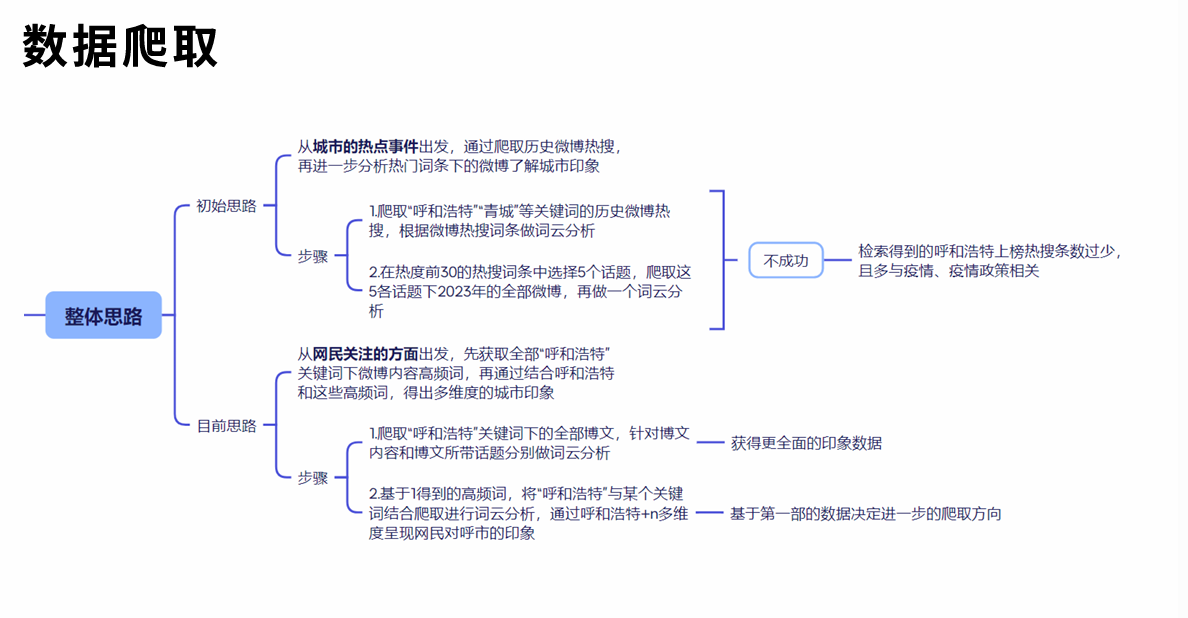 数据爬取
从城市的热点事件出发，通过爬取历史微博热搜，
再进一步分析热门词条下的微博了解城市印象
初始思路
1.爬取“呼和浩特”“青城”等关键词的历史微博热
搜，根据微博热搜词条做词云分析
步骤
2.在热度前30的热搜词条中选择5个话题，爬取这
5各话题下2023年的全部微博，再做一个词云分
析
不成功
检索得到的呼和浩特上榜热搜条数过少，
且多与疫情、疫情政策相关
整体思路
从网民关注的方面出发，先获取全部“呼和浩特”
关键词下微博内容高频词，再通过结合呼和浩特
和这些高频词，得出多维度的城市印象
目前思路
1.爬取“呼和浩特”关键词下的全部博文，针对博文
内容和博文所带话题分别做词云分析
获得更全面的印象数据
步骤
2.基于1得到的高频词，将“呼和浩特”与某个关键
词结合爬取进行词云分析，通过呼和浩特+n多维
度呈现网民对呼市的印象
基于第一部的数据决定进一步的爬取方向